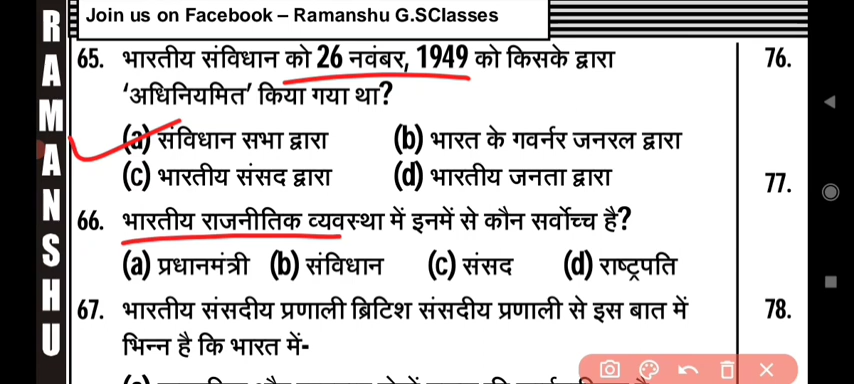 Join us on Facebook – Ramanshu G.SClasses
RAMANSHU
65. भारतीय संविधान को 26 नवंबर, 1949 को किसके द्वारा
'अधिनियमित' किया गया था?
(a) संविधान सभा द्वारा (b) भारत के गवर्नर जनरल द्वारा
(c) भारतीय संसद द्वारा (d) भारतीय जनता द्वारा
66. भारतीय राजनीतिक व्यवस्था में इनमें से कौन सर्वोच्च है?
(a) प्रधानमंत्री (b) संविधान (c) संसद (d) राष्ट्रपति
67. भारतीय संसदीय प्रणाली ब्रिटिश संसदीय प्रणाली से इस बात में
भिन्न है कि भारत में-
76.
77.
78.